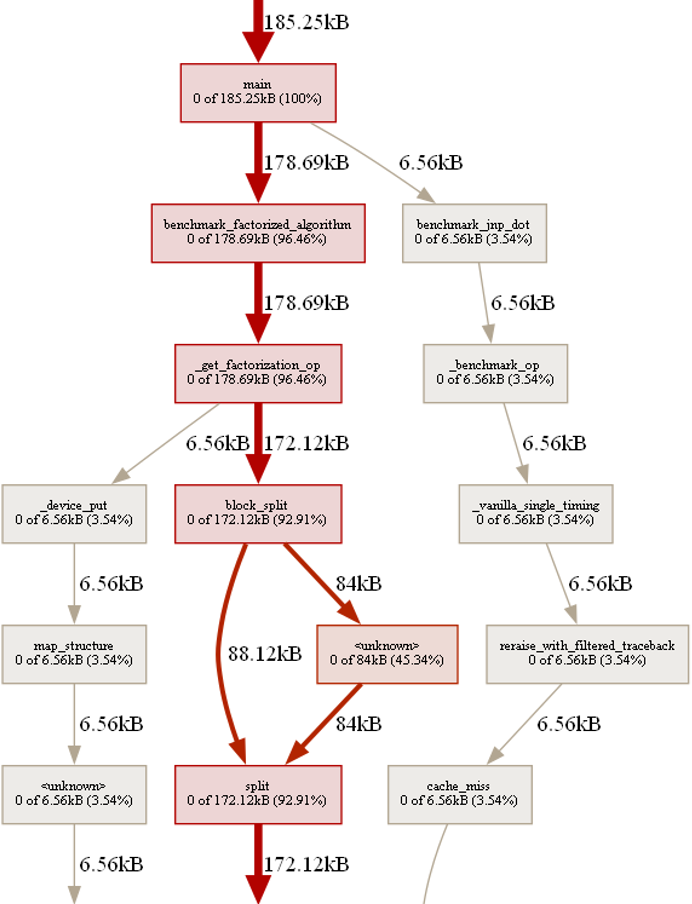 185.25kB
main
0 of 185.25kB (100%)
178.69kB
6.56kB
benchmark_factorized_algorithm
0 of 178.69kB (96.46%)
benchmark_jnp_dot
0 of 6.56kB (3.54%)
178.69kB
6.56kB
_get_factorization_op
0 of 178.69kB (96.46%)
_benchmark_op
0 of 6.56kB (3.54%)
6.56kB
172.12kB
6.56kB
_device_put
0 of 6.56kB (3.54%)
block_split
0 of 172.12kB (92.91%)
_vanilla_single_timing
0 of 6.56kB (3.54%)
6.56kB
84kB
6.56kB
88.12kB
map_structure
0 of 6.56kB (3.54%)
<unknown>
0 of 84kB (45.34%)
reraise_with_filtered_traceback
0 of 6.56kB (3.54%)
6.56kB
84kB
6.56kB
<unknown>
0 of 6.56kB (3.54%)
split
0 of 172.12kB (92.91%)
cache_miss
0 of 6.56kB (3.54%)
6.56kB
172.12kB